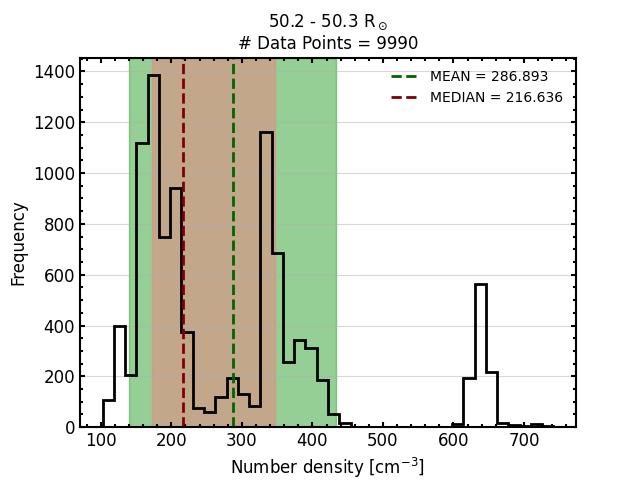 50.2 - 50.3 R⊙
# Data Points = 9990
MEAN = 286.893
MEDIAN = 216.636
Frequency
1400
1200
1000
800
600
400
200
0
100 200 300 400 500 600 700
Number density [cm⁻³]